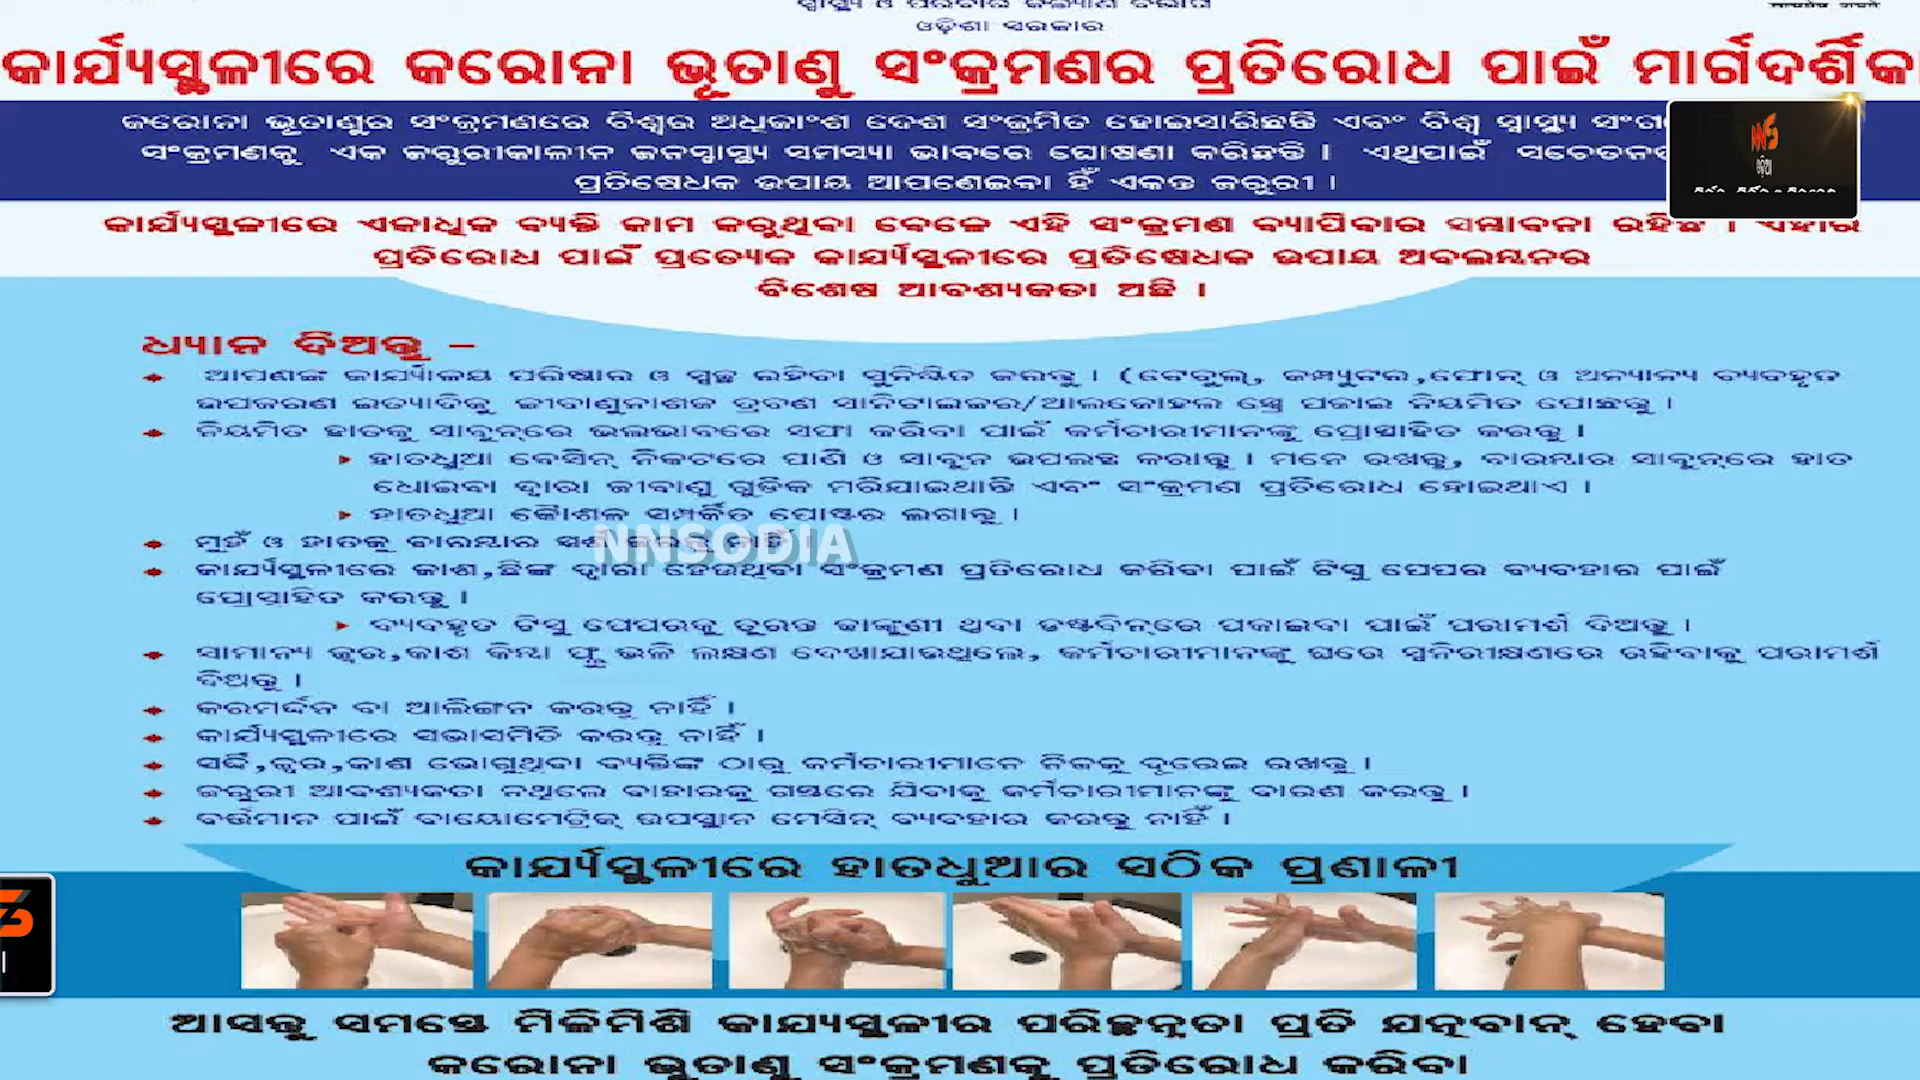 ସ୍ୱାସ୍ଥ୍ୟ ଓ ପରିବାର କଲ୍ୟାଣ ବିଭାଗ
ଓଡ଼ିଶା ସରକାର
କାର୍ଯ୍ୟସ୍ଥଳୀରେ କରୋନା ଭୂତାଣୁ ସଂକ୍ରମଣର ପ୍ରତିରୋଧ ପାଇଁ ମାର୍ଗଦର୍ଶିକା
କରୋନା ଭୂତାଣୁର ସଂକ୍ରମଣରେ ବିଶ୍ୱର ଅଧିକାଂଶ ଦେଶ ସଂକ୍ରମିତ ହୋଇସାରିଛନ୍ତି ଏବଂ ବିଶ୍ୱ ସ୍ୱାସ୍ଥ୍ୟ
ସଂକ୍ରମଣକୁ ଏକ ଜରୁରୀକାଳୀନ ଜନସ୍ୱାସ୍ଥ୍ୟ ସମସ୍ୟା ଭାବରେ ଘୋଷଣା କରିଛନ୍ତି । ଏଥିପାଇଁ
ପ୍ରତିଷେଧକ ଉପାୟ ଆପଣେଇବା ହିଁ ଏକାନ୍ତ ଜରୁରୀ ।
କାର୍ଯ୍ୟସ୍ଥଳୀରେ ଏକାଧିକ ବ୍ୟକ୍ତି କାମ କରୁଥିବା ବେଳେ ଏହି ସଂକ୍ରମଣ ବ୍ୟାପିବାର ସମ୍ଭାବନା ରହିଛି । ଏହାର
ପ୍ରତିରୋଧ ପାଇଁ ପ୍ରତ୍ୟେକ କାର୍ଯ୍ୟସ୍ଥଳୀରେ ପ୍ରତିଷେଧକ ଉପାୟ ଅବଲମ୍ବନର
ବିଶେଷ ଆବଶ୍ୟକତା ଅଛି ।
ଧ୍ୟାନ ଦିଅନ୍ତୁ –
ଆପଣଙ୍କ କାର୍ଯ୍ୟାଳୟ ପରିଷ୍କାର ଓ ସ୍ୱଚ୍ଛ ରହିବା ସୁନିଶ୍ଚିତ କରନ୍ତୁ । (ଟେବୁଲ୍, କମ୍ପ୍ୟୁଟର,ଫୋନ୍ ଓ ଅନ୍ୟାନ୍ୟ ବ୍ୟବହୃତ
ଉପକରଣ ଇତ୍ୟାଦିକୁ ଜୀବାଣୁନାଶକ ଦ୍ରବଣ ସାନିଟାଇଜର/ଆଲକୋହଲ ସ୍ପ୍ରେ ପକାଇ ନିୟମିତ ପୋଛନ୍ତୁ ।
ନିୟମିତ ହାତକୁ ସାବୁନ୍‌ରେ ଭଲଭାବରେ ସଫା କରିବା ପାଇଁ କର୍ମଚାରୀମାନଙ୍କୁ ପ୍ରୋତ୍ସାହିତ କରନ୍ତୁ ।
ହାତଧୁଆ ବେସିନ୍ ନିକଟରେ ପାଣି ଓ ସାବୁନ ଉପଲବ୍ଧ କରାନ୍ତୁ । ମନେ ରଖନ୍ତୁ, ବାରମ୍ବାର ସାବୁନ୍‌ରେ ହାତ
ଧୋଇବା ଦ୍ୱାରା ଜୀବାଣୁ ଗୁଡିକ ମରିଯାଇଥାନ୍ତି ଏବଂ ସଂକ୍ରମଣ ପ୍ରତିରୋଧ ହୋଇଥାଏ ।
ହାତଧୁଆ କୌଶଳ ସମ୍ପର୍କିତ ପୋଷ୍ଟର ଲଗାନ୍ତୁ ।
ମୁହଁ ଓ ହାତକୁ ବାରମ୍ବାର ସ୍ପର୍ଶ କରନ୍ତୁ ନାହିଁ ।
NNSODIA
କାର୍ଯ୍ୟସ୍ଥଳୀରେ କାଶ,ଛିଙ୍କ ଦ୍ୱାରା ହେଉଥିବା ସଂକ୍ରମଣ ପ୍ରତିରୋଧ କରିବା ପାଇଁ ଟିସୁ ପେପର ବ୍ୟବହାର ପାଇଁ
ପ୍ରୋତ୍ସାହିତ କରନ୍ତୁ ।
ବ୍ୟବହୃତ ଟିସୁ ପେପରକୁ ତୁରନ୍ତ ଢାଙ୍କୁଣୀ ଥିବା ଡଷ୍ଟବିନ୍‌ରେ ପକାଇବା ପାଇଁ ପରାମର୍ଶ ଦିଅନ୍ତୁ ।
ସାମାନ୍ୟ ଜ୍ୱର,କାଶ କିମ୍ବା ଫ୍ଲୁ ଭଳି ଲକ୍ଷଣ ଦେଖାଯାଉଥିଲେ, କର୍ମଚାରୀମାନଙ୍କୁ ଘରେ ସ୍ୱନିରୀକ୍ଷଣରେ ରହିବାକୁ ପରାମର୍ଶ
ଦିଅନ୍ତୁ ।
କରମର୍ଦ୍ଦନ ବା ଆଲିଙ୍ଗନ କରନ୍ତୁ ନାହିଁ ।
କାର୍ଯ୍ୟସ୍ଥଳୀରେ ସଭାସମିତି କରନ୍ତୁ ନାହିଁ ।
ସର୍ଦ୍ଦି,ଜ୍ୱର,କାଶ ଭୋଗୁଥିବା ବ୍ୟକ୍ତିଙ୍କ ଠାରୁ କର୍ମଚାରୀମାନେ ନିଜକୁ ଦୂରେଇ ରଖନ୍ତୁ ।
ଜରୁରୀ ଆବଶ୍ୟକତା ନଥିଲେ ବାହାରକୁ ଗସ୍ତରେ ଯିବାକୁ କର୍ମଚାରୀମାନଙ୍କୁ ବାରଣ କରନ୍ତୁ ।
ବର୍ତ୍ତମାନ ପାଇଁ ବାୟୋମେଟ୍ରିକ୍ ଉପସ୍ଥାନ ମେସିନ୍ ବ୍ୟବହାର କରନ୍ତୁ ନାହିଁ ।
କାର୍ଯ୍ୟସ୍ଥଳୀରେ ହାତଧୁଆର ସଠିକ ପ୍ରଣାଳୀ
ଆସନ୍ତୁ ସମସ୍ତେ ମିଳିମିଶି କାର୍ଯ୍ୟସ୍ଥଳୀର ପରିଚ୍ଛନ୍ନତା ପ୍ରତି ଯତ୍ନବାନ୍ ହେବା
କରୋନା ଭୁତାଣୁ ସଂକ୍ରମଣକୁ ପ୍ରତିରୋଧ କରିବା